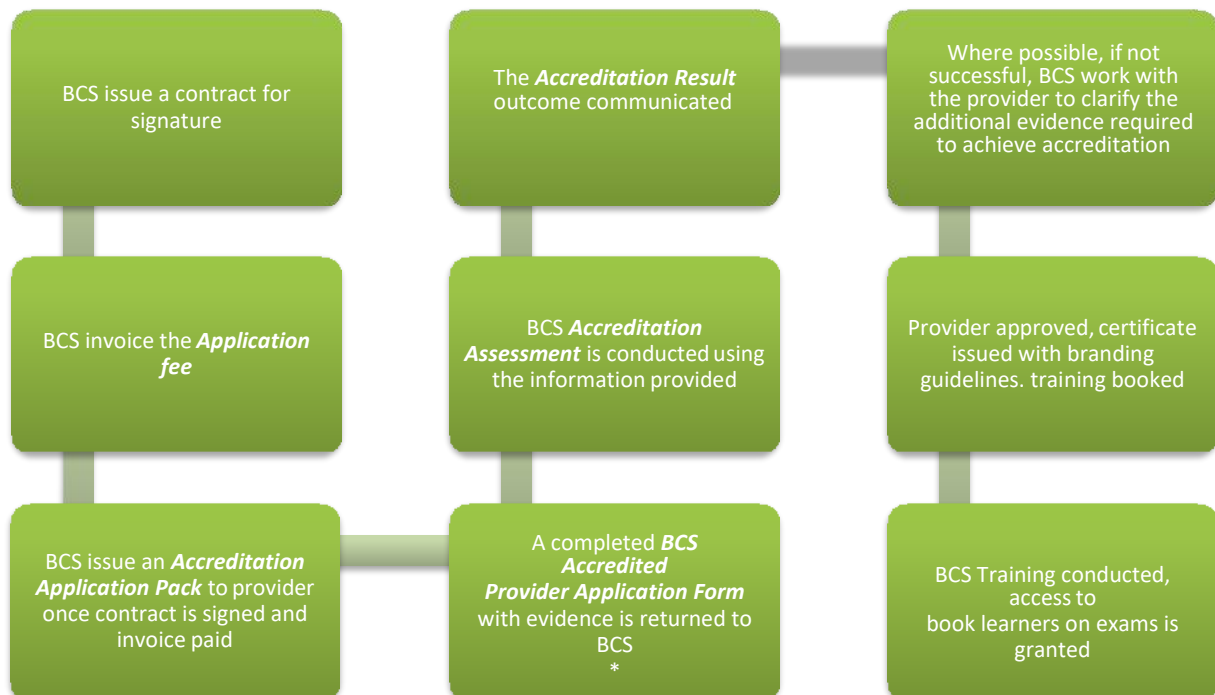 BCS issue a contract for
signature
BCS invoice the Application
fee
BCS issue an Accreditation
Application Pack to provider
once contract is signed and
invoice paid
A completed BCS
Accredited
Provider Application Form
with evidence is returned to
BCS
*
BCS Accreditation
Assessment is conducted using
the information provided
The Accreditation Result
outcome communicated
Where possible, if not
successful, BCS work with
the provider to clarify the
additional evidence required
to achieve accreditation
Provider approved, certificate
issued with branding
guidelines. training booked
BCS Training conducted,
access to
book learners on exams is
granted